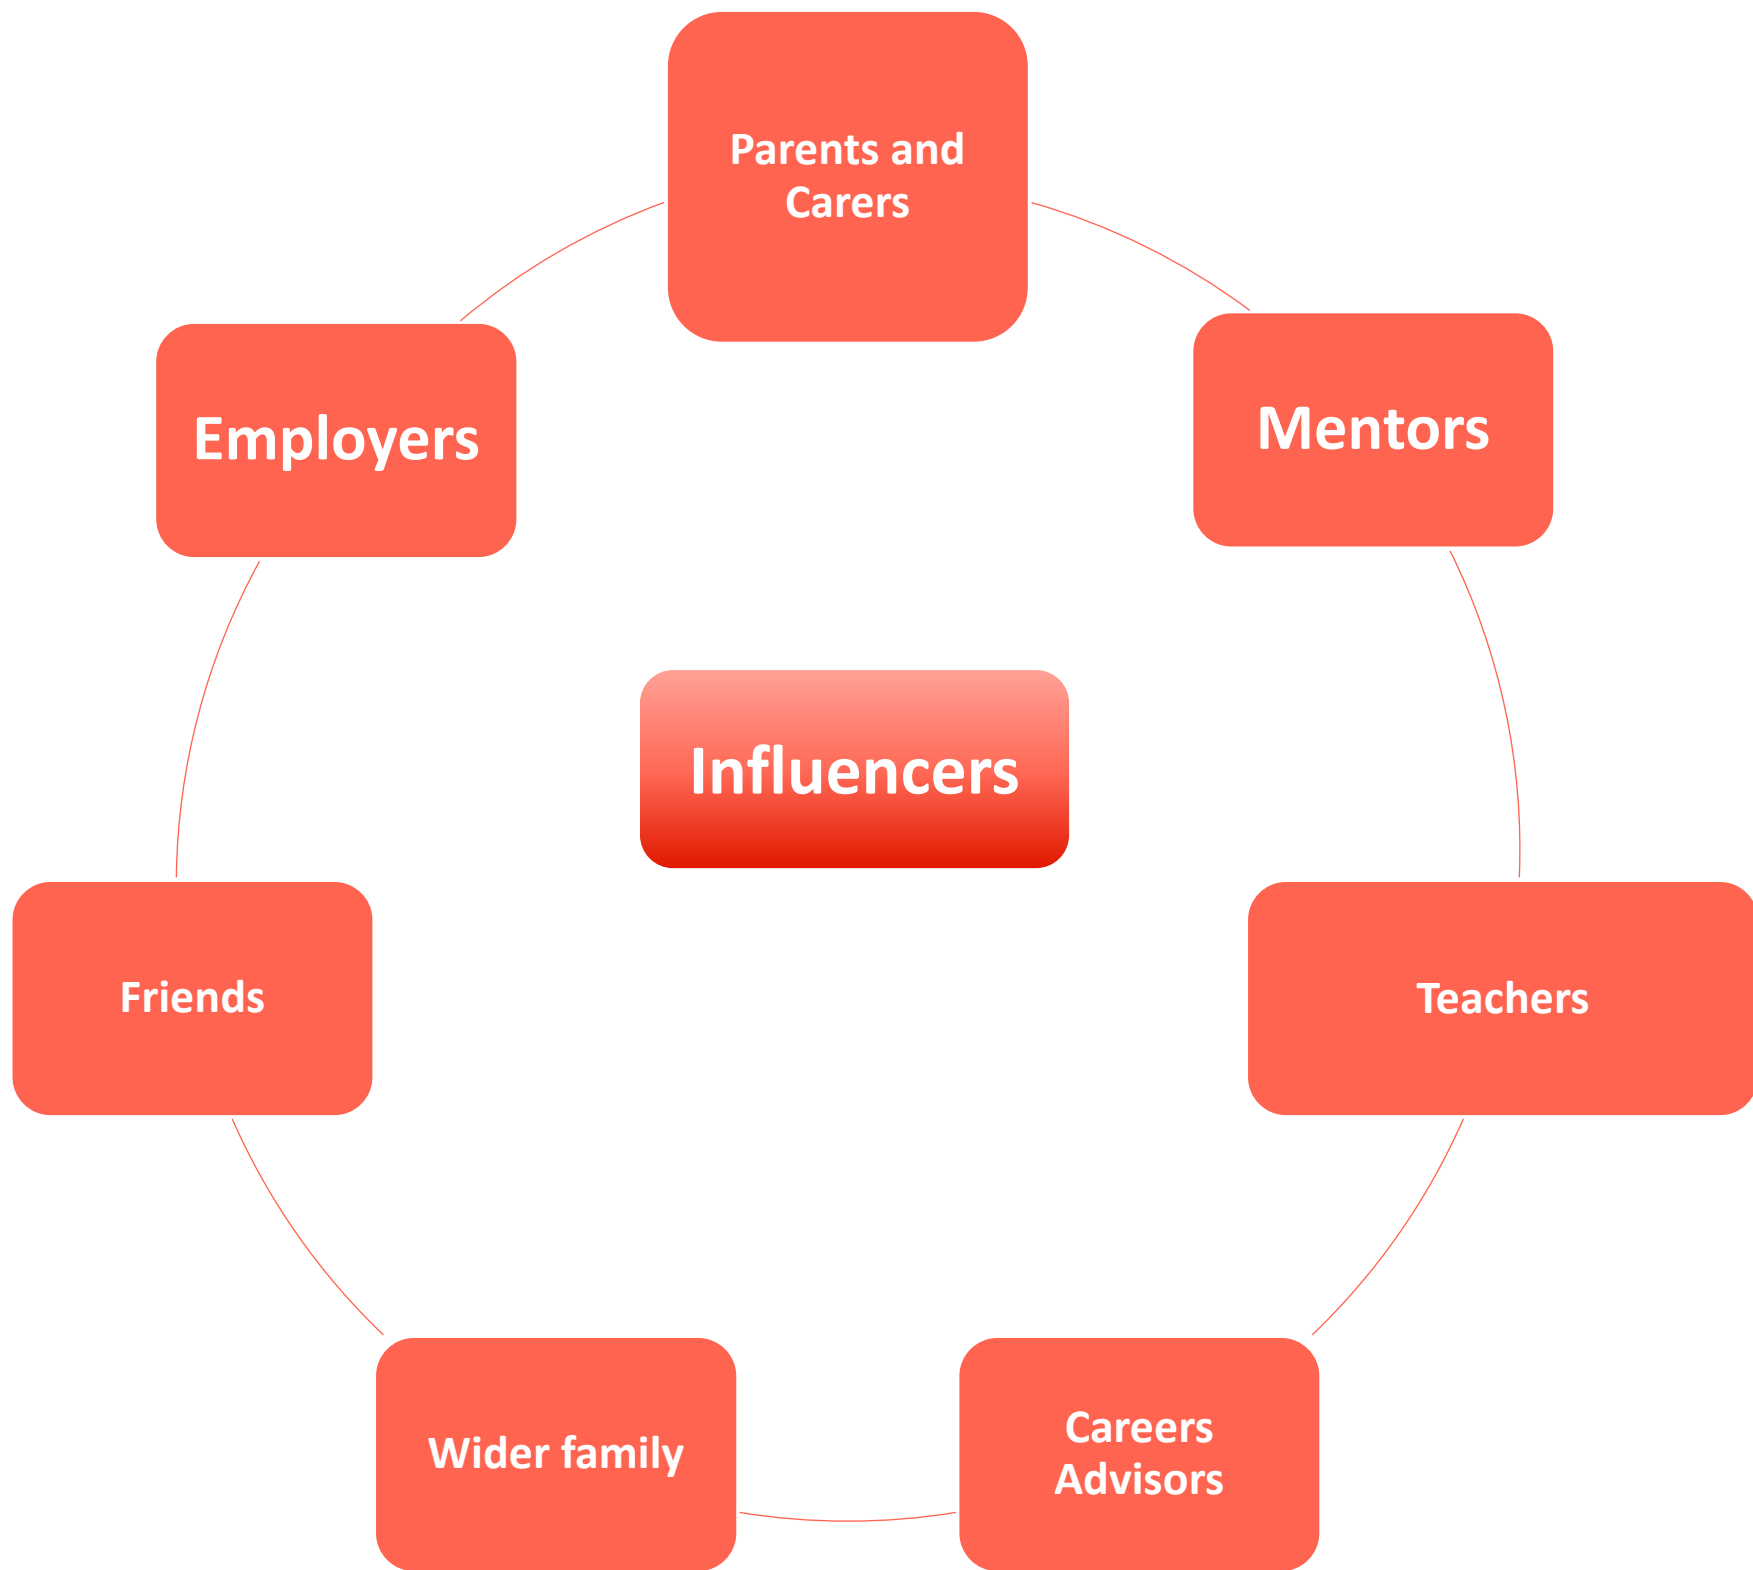 Parents and
Carers
Employers
Mentors
Influencers
Friends
Teachers
Wider family
Careers
Advisors